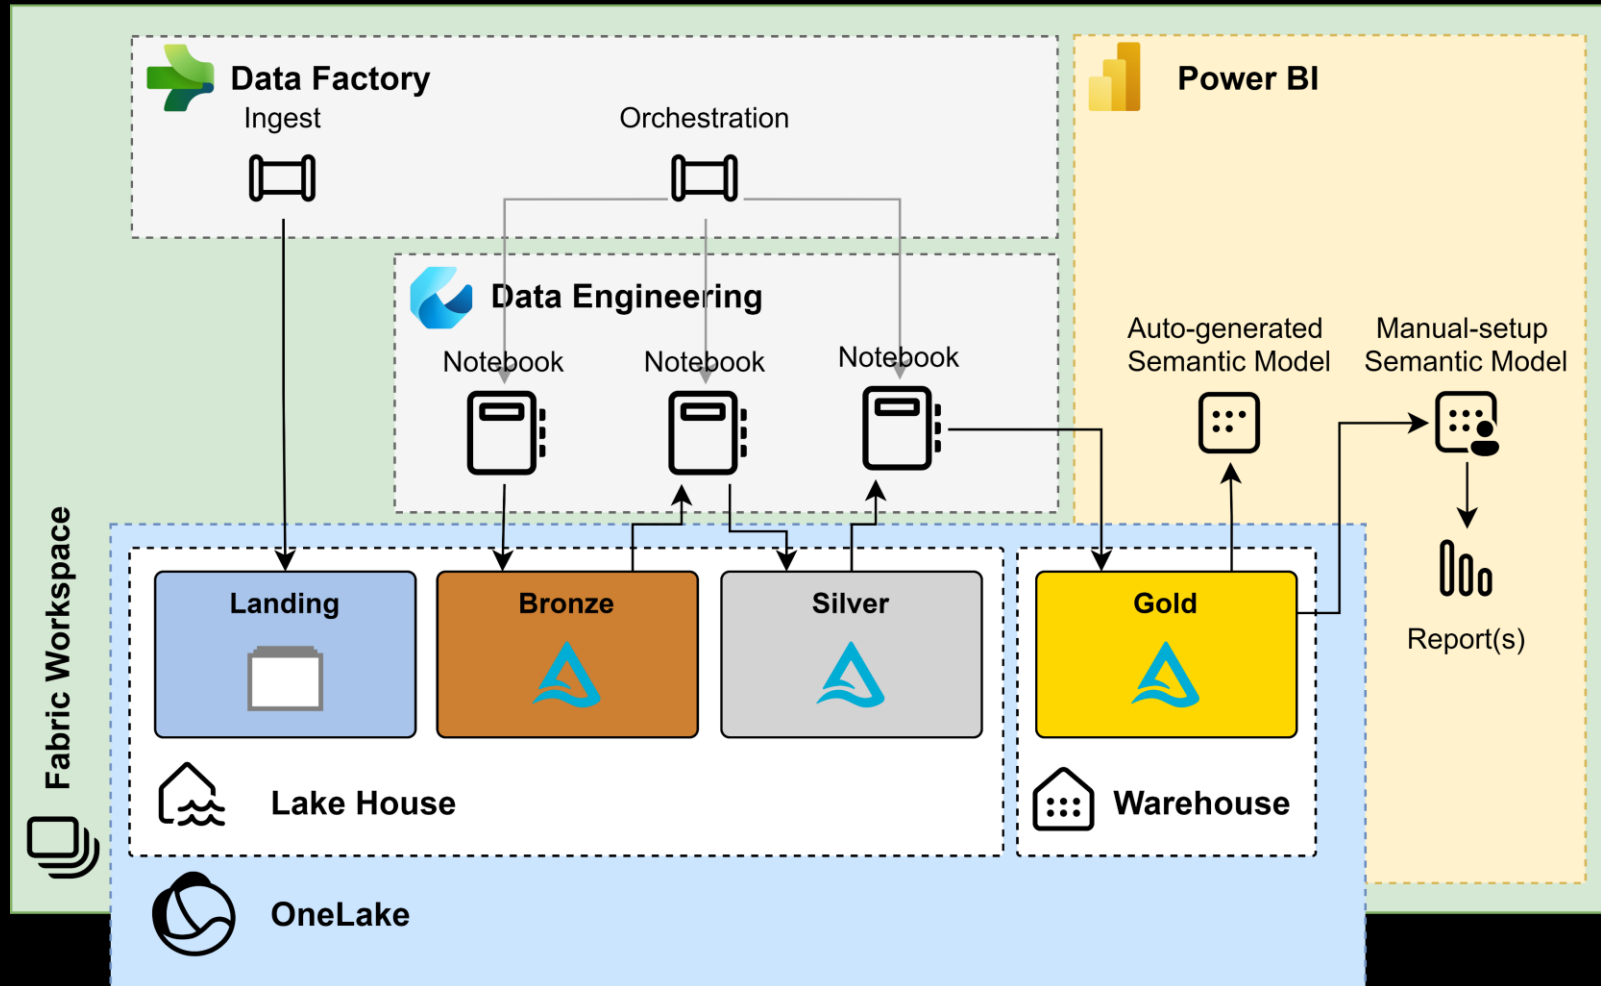 Data Factory
Ingest
Orchestration
Power BI
Data Engineering
Notebook
Notebook
Notebook
Auto-generated
Semantic Model
Manual-setup
Semantic Model
Report(s)
Fabric Workspace
Landing
Bronze
Silver
Gold
Lake House
Warehouse
OneLake